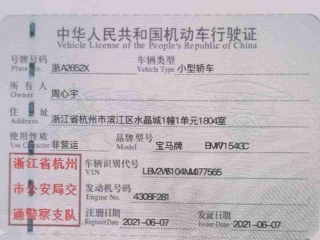 中华人民共和国机动车行驶证
Vehicle License of the People's Republic of China
号牌号码 浙A2652X 车辆类型 小型轿车
Plate No. Vehicle Type
所有人 周心宇
Owner
住址 浙江省杭州市滨江区水晶城1幢1单元1804室
Address
使用性质 非营运 品牌型号 宝马牌
Use Character Model
浙江省杭州市公安局交通警察支队
车辆识别代号
VIN
发动机号码 4308F281
Engine No.
注册日期 2021-06-07 发证日期 2021-06-07
Register Date Issue Date